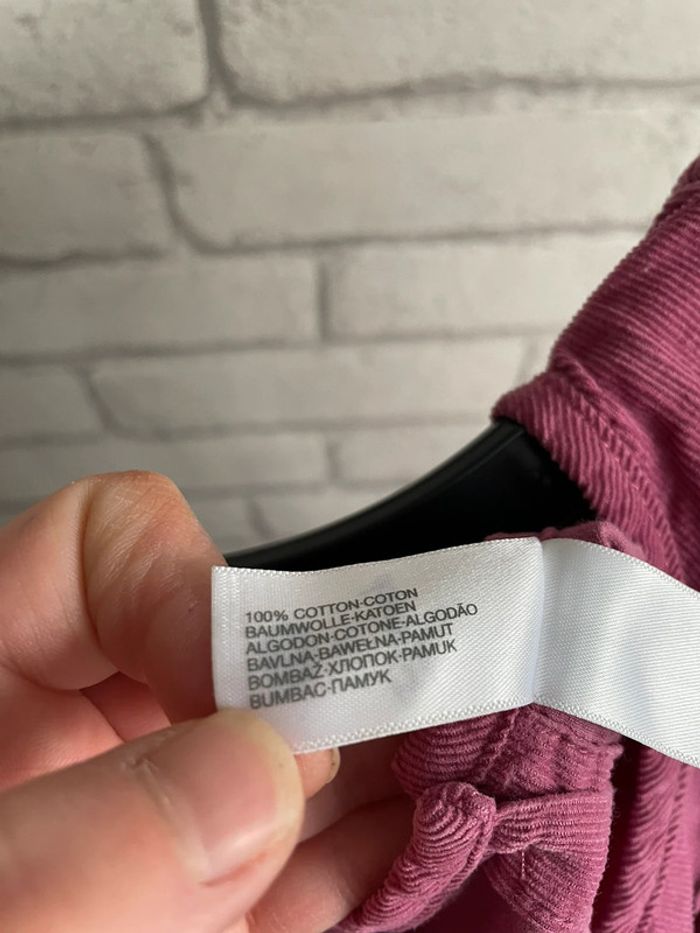 100% COTTON·COTON
BAUMWOLLE·KATOEN
ALGODON·COTONE·ALGODÃO
BAVLNA·BAWEŁNA·PAMUT
BOMBAŽ·ХЛОПОК·PAMUK
BUMBAC·ПАМУК